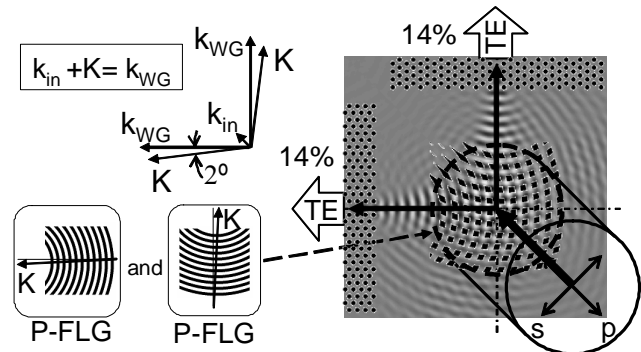 k_in + K = k_WG
k_WG
K
k_in
k_WG
K
2º
14%
TE
14%
TE
K
and
K
P-FLG
P-FLG
s
p